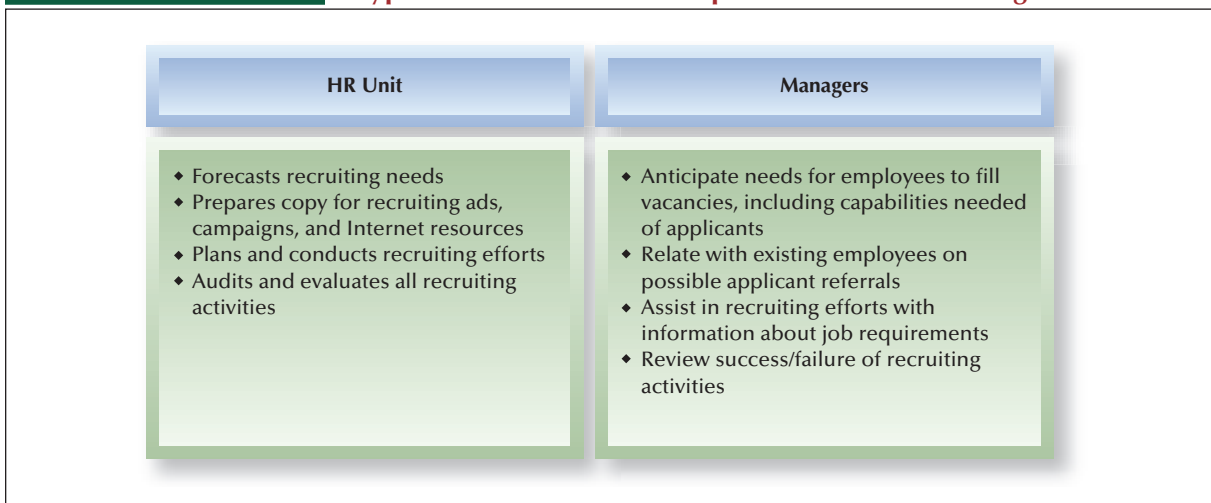 HR Unit
Managers
◆ Forecasts recruiting needs
◆ Prepares copy for recruiting ads,
campaigns, and Internet resources
◆ Plans and conducts recruiting efforts
◆ Audits and evaluates all recruiting
activities
◆ Anticipate needs for employees to fill
vacancies, including capabilities needed
of applicants
◆ Relate with existing employees on
possible applicant referrals
◆ Assist in recruiting efforts with
information about job requirements
◆ Review success/failure of recruiting
activities